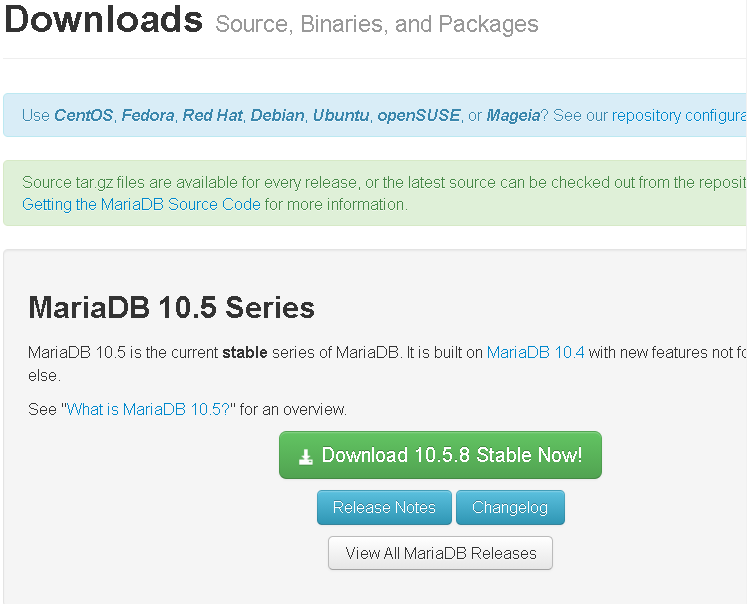 Downloads Source, Binaries, and Packages
Use CentOS, Fedora, Red Hat, Debian, Ubuntu, openSUSE, or Mageia? See our repository configura
Source tar.gz files are available for every release, or the latest source can be checked out from the reposit
Getting the MariaDB Source Code for more information.
MariaDB 10.5 Series
MariaDB 10.5 is the current stable series of MariaDB. It is built on MariaDB 10.4 with new features not fo
else.
See "What is MariaDB 10.5?" for an overview.
Download 10.5.8 Stable Now!
Release Notes Changelog
View All MariaDB Releases